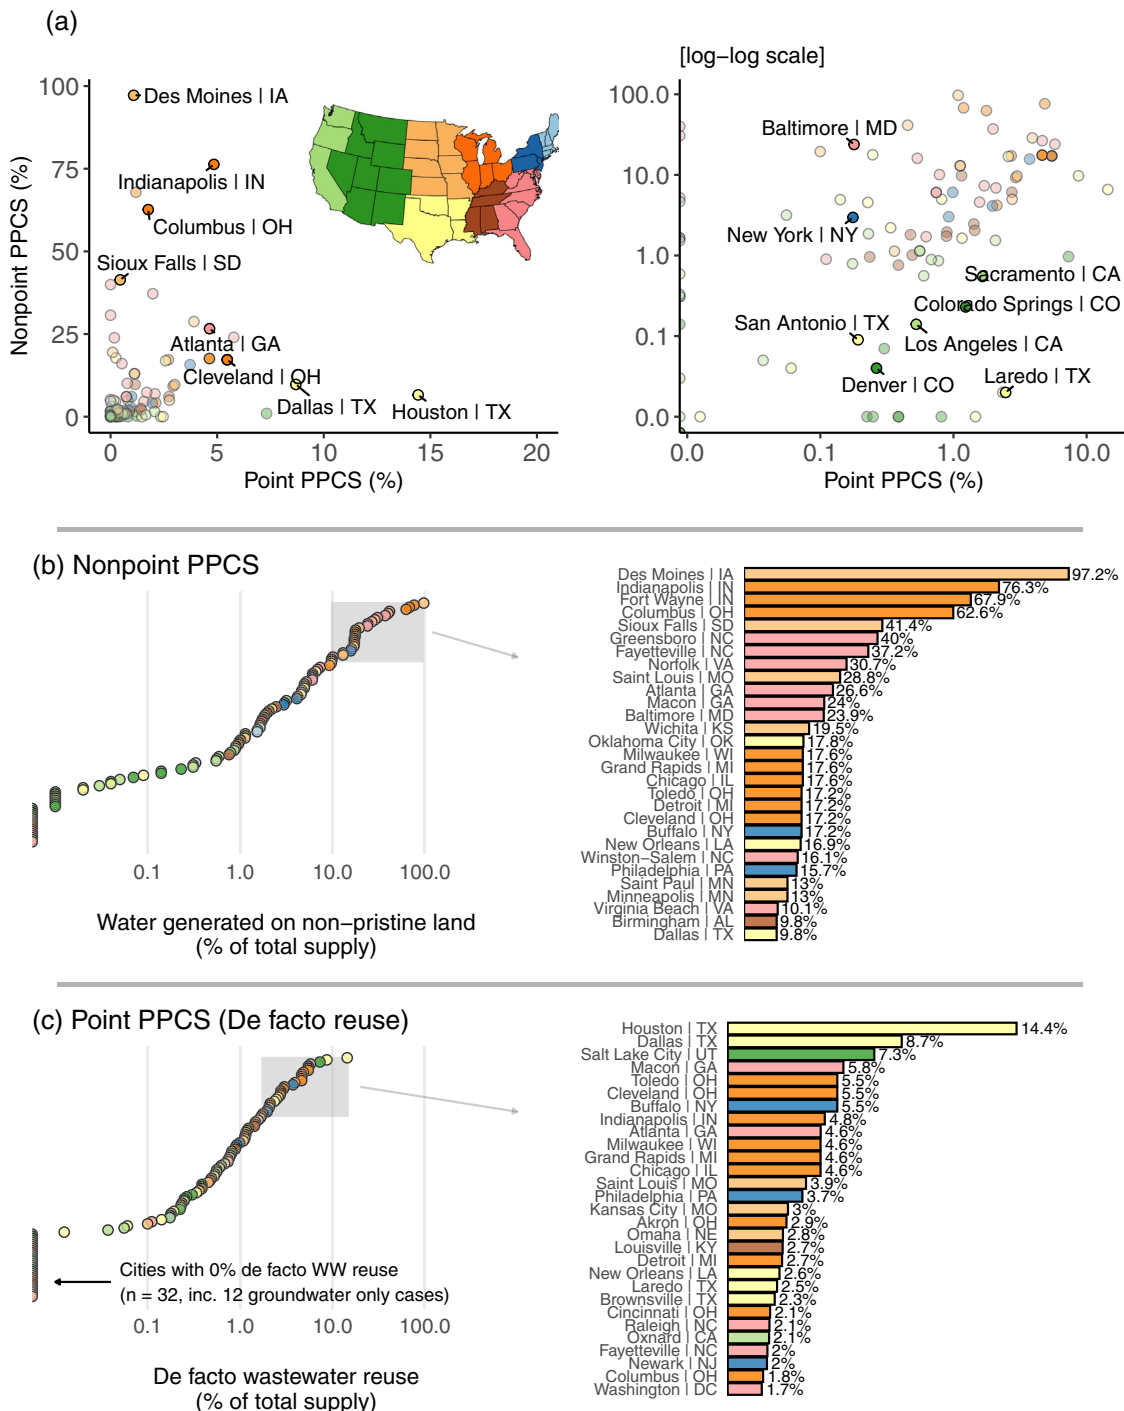 (a)
[log−log scale]
Nonpoint PPCS (%)
100
75
50
25
0
0
5
10
15
20
Point PPCS (%)
Des Moines | IA
Indianapolis | IN
Columbus | OH
Sioux Falls | SD
Atlanta | GA
Cleveland | OH
Dallas | TX
Houston | TX
100.0
10.0
1.0
0.1
0.0
0.0
0.1
1.0
10.0
Point PPCS (%)
Baltimore | MD
New York | NY
Sacramento | CA
Colorado Springs | CO
San Antonio | TX
Los Angeles | CA
Denver | CO
Laredo | TX
(b) Nonpoint PPCS
0.1
1.0
10.0
100.0
Water generated on non−pristine land
(% of total supply)
Des Moines | IA 97.2%
Indianapolis | IN 76.3%
Fort Wayne | IN 67.9%
Columbus | OH 62.6%
Sioux Falls | SD 41.4%
Greensboro | NC 40%
Fayetteville | NC 37.2%
Norfolk | VA 30.7%
Saint Louis | MO 28.8%
Atlanta | GA 26.6%
Macon | GA 24%
Baltimore | MD 23.9%
Wichita | KS 19.5%
Oklahoma City | OK 17.8%
Milwaukee | WI 17.6%
Grand Rapids | MI 17.6%
Chicago | IL 17.6%
Toledo | OH 17.2%
Detroit | MI 17.2%
Cleveland | OH 17.2%
Buffalo | NY 17.2%
New Orleans | LA 16.9%
Winston−Salem | NC 16.1%
Philadelphia | PA 15.7%
Saint Paul | MN 13%
Minneapolis | MN 13%
Virginia Beach | VA 10.1%
Birmingham | AL 9.8%
Dallas | TX 9.8%
(c) Point PPCS (De facto reuse)
Cities with 0% de facto WW reuse
(n = 32, inc. 12 groundwater only cases)
0.1
1.0
10.0
100.0
De facto wastewater reuse
(% of total supply)
Houston | TX 14.4%
Dallas | TX 8.7%
Salt Lake City | UT 7.3%
Macon | GA 5.8%
Toledo | OH 5.5%
Cleveland | OH 5.5%
Buffalo | NY 5.5%
Indianapolis | IN 4.8%
Atlanta | GA 4.6%
Milwaukee | WI 4.6%
Grand Rapids | MI 4.6%
Chicago | IL 4.6%
Saint Louis | MO 3.9%
Philadelphia | PA 3.7%
Kansas City | MO 3%
Akron | OH 2.9%
Omaha | NE 2.8%
Louisville | KY 2.7%
Detroit | MI 2.7%
New Orleans | LA 2.6%
Laredo | TX 2.5%
Brownsville | TX 2.3%
Cincinnati | OH 2.1%
Raleigh | NC 2.1%
Oxnard | CA 2.1%
Fayetteville | NC 2%
Newark | NJ 2%
Columbus | OH 1.8%
Washington | DC 1.7%